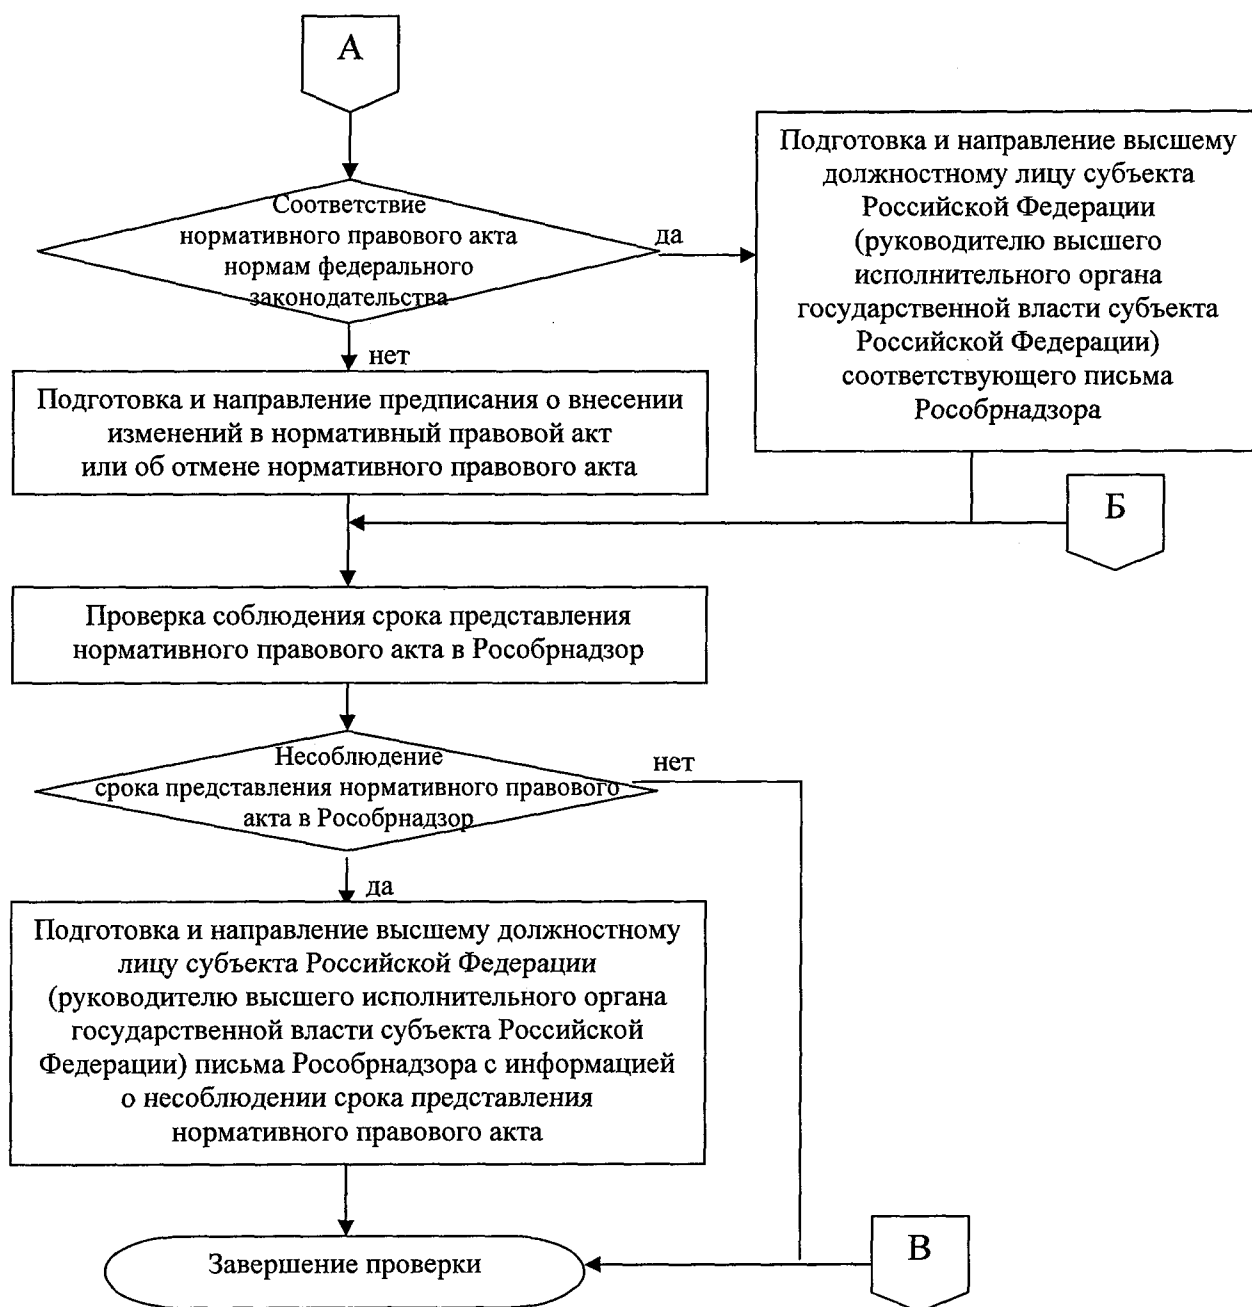 А
Соответствие
нормативного правового акта
нормам федерального
законодательства
да
нет
Подготовка и направление высшему
должностному лицу субъекта
Российской Федерации
(руководителю высшего
исполнительного органа
государственной власти субъекта
Российской Федерации)
соответствующего письма
Рособрнадзора
Подготовка и направление предписания о внесении
изменений в нормативный правовой акт
или об отмене нормативного правового акта
Б
Проверка соблюдения срока представления
нормативного правового акта в Рособрнадзор
Несоблюдение
срока представления нормативного правового
акта в Рособрнадзор
нет
да
Подготовка и направление высшему должностному
лицу субъекта Российской Федерации
(руководителю высшего исполнительного органа
государственной власти субъекта Российской
Федерации) письма Рособрнадзора с информацией
о несоблюдении срока представления
нормативного правового акта
В
Завершение проверки